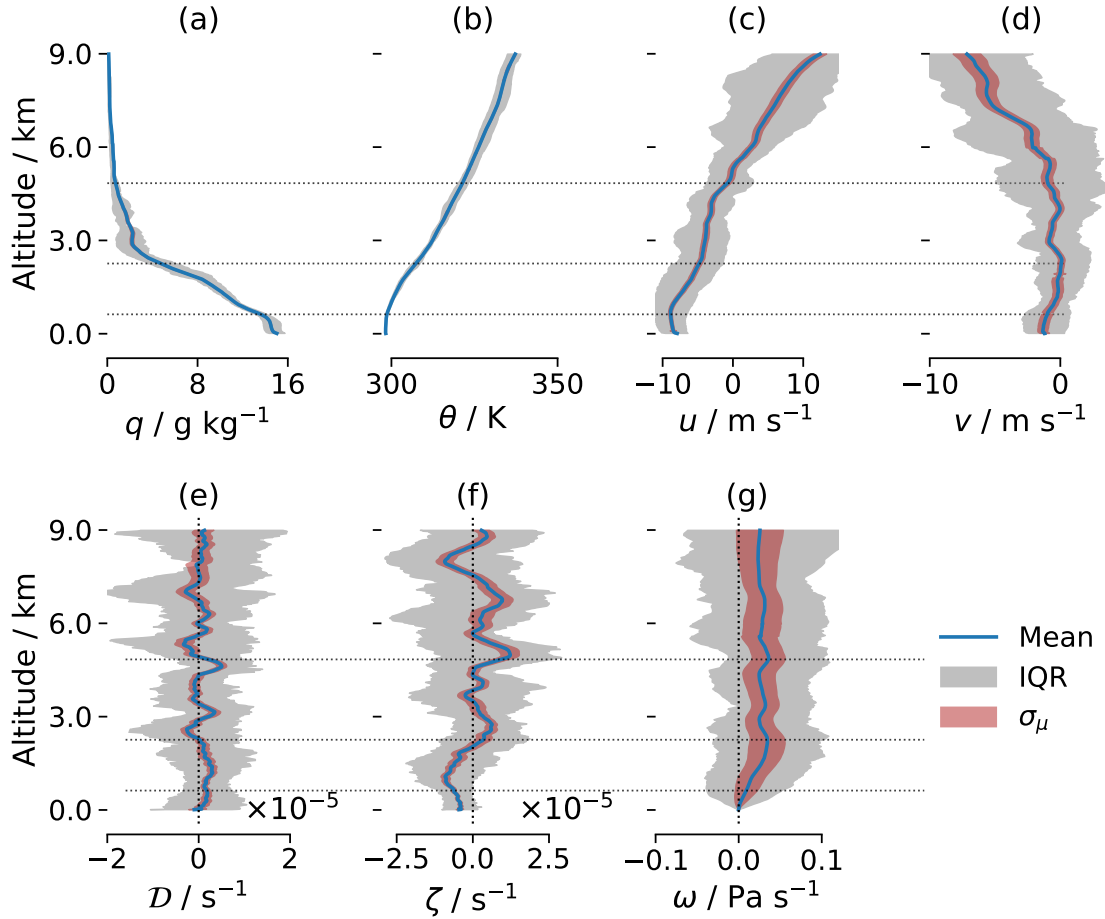 (a) (b) (c) (d)
9.0
6.0
3.0
0.0
Altitude / km
0 8 16 300 350 −10 0 10 −10 0
q / g kg⁻¹ θ / K u / m s⁻¹ v / m s⁻¹
(e) (f) (g)
9.0
6.0
3.0
0.0
Altitude / km
×10⁻⁵ ×10⁻⁵
Mean
IQR
σ_μ
−2 0 2 −2.5 0.0 2.5 −0.1 0.0 0.1
𝒟 / s⁻¹ ζ / s⁻¹ ω / Pa s⁻¹